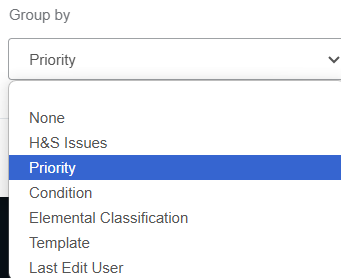 Group by
Priority
None
H&S Issues
Priority
Condition
Elemental Classification
Template
Last Edit User